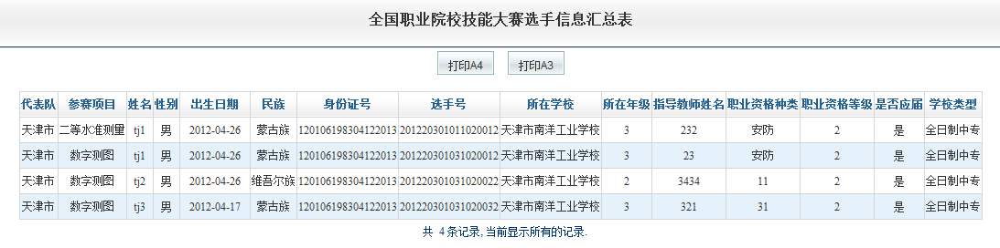 全国职业院校技能大赛选手信息汇总表
打印A4 打印A3
代表队 参赛项目 姓名 性别 出生日期 民族 身份证号 选手号 所在学校 所在年级 指导教师姓名 职业资格种类 职业资格等级 是否应届 学校类型
天津市 二等水准测量 tj1 男 2012-04-26 蒙古族 120106198304122013 201220301011020012 天津市南洋工业学校 3 232 安防 2 是 全日制中专
天津市 数字测图 tj1 男 2012-04-26 蒙古族 120106198304122013 201220301031020012 天津市南洋工业学校 3 23 安防 2 是 全日制中专
天津市 数字测图 tj2 男 2012-04-26 维吾尔族 120106198304122013 201220301031020022 天津市南洋工业学校 2 3434 11 2 是 全日制中专
天津市 数字测图 tj3 男 2012-04-17 蒙古族 120106198304122013 201220301031020032 天津市南洋工业学校 3 321 31 2 是 全日制中专
共 4 条记录, 当前显示所有的记录.